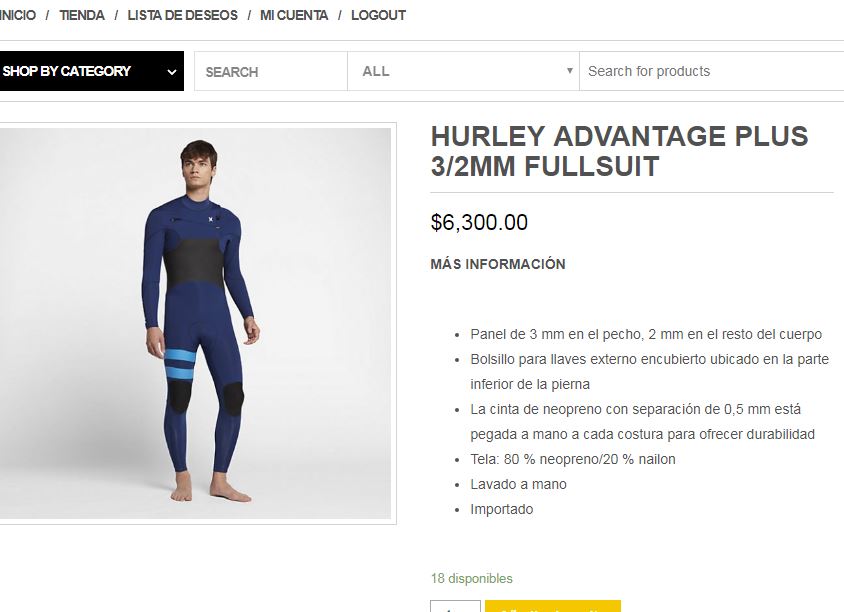 INICIO / TIENDA / LISTA DE DESEOS / MI CUENTA / LOGOUT
SHOP BY CATEGORY
SEARCH
ALL
Search for products
HURLEY ADVANTAGE PLUS
3/2MM FULLSUIT
$6,300.00
MÁS INFORMACIÓN
Panel de 3 mm en el pecho, 2 mm en el resto del cuerpo
Bolsillo para llaves externo encubierto ubicado en la parte
inferior de la pierna
La cinta de neopreno con separación de 0,5 mm está
pegada a mano a cada costura para ofrecer durabilidad
Tela: 80 % neopreno/20 % nailon
Lavado a mano
Importado
18 disponibles